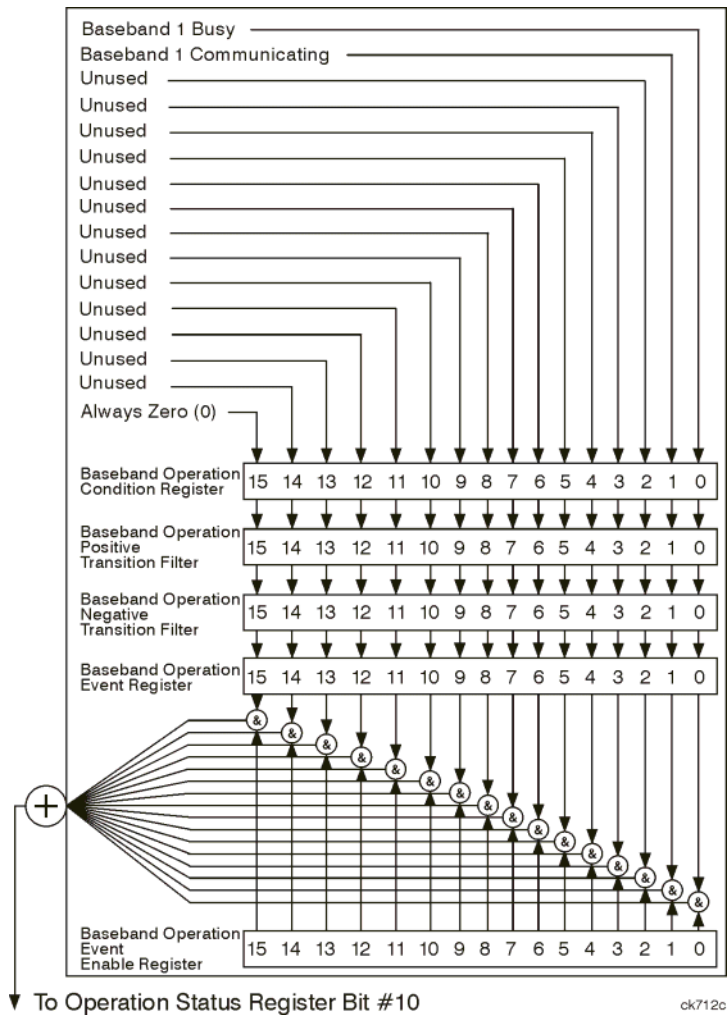 Baseband 1 Busy
Baseband 1 Communicating
Unused
Unused
Unused
Unused
Unused
Unused
Unused
Unused
Unused
Unused
Unused
Unused
Unused
Always Zero (0)
Baseband Operation
Condition Register
15 14 13 12 11 10 9 8 7 6 5 4 3 2 1 0
Baseband Operation
Positive
Transition Filter
15 14 13 12 11 10 9 8 7 6 5 4 3 2 1 0
Baseband Operation
Negative
Transition Filter
15 14 13 12 11 10 9 8 7 6 5 4 3 2 1 0
Baseband Operation
Event Register
15 14 13 12 11 10 9 8 7 6 5 4 3 2 1 0
& & & & & & & & & & & & & & & &
+
Baseband Operation
Event
Enable Register
15 14 13 12 11 10 9 8 7 6 5 4 3 2 1 0
To Operation Status Register Bit #10
ck712c